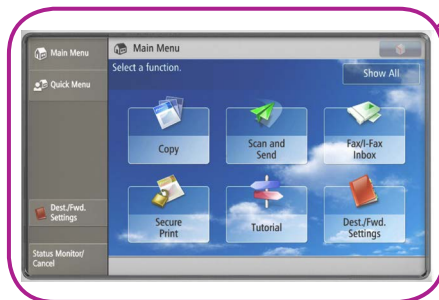 Main Menu
Quick Menu
Dest./Fwd.
Settings
Status Monitor/
Cancel
Main Menu
Select a function.
Show All
Copy
Scan and
Send
Fax/I-Fax
Inbox
Secure
Print
Tutorial
Dest./Fwd.
Settings